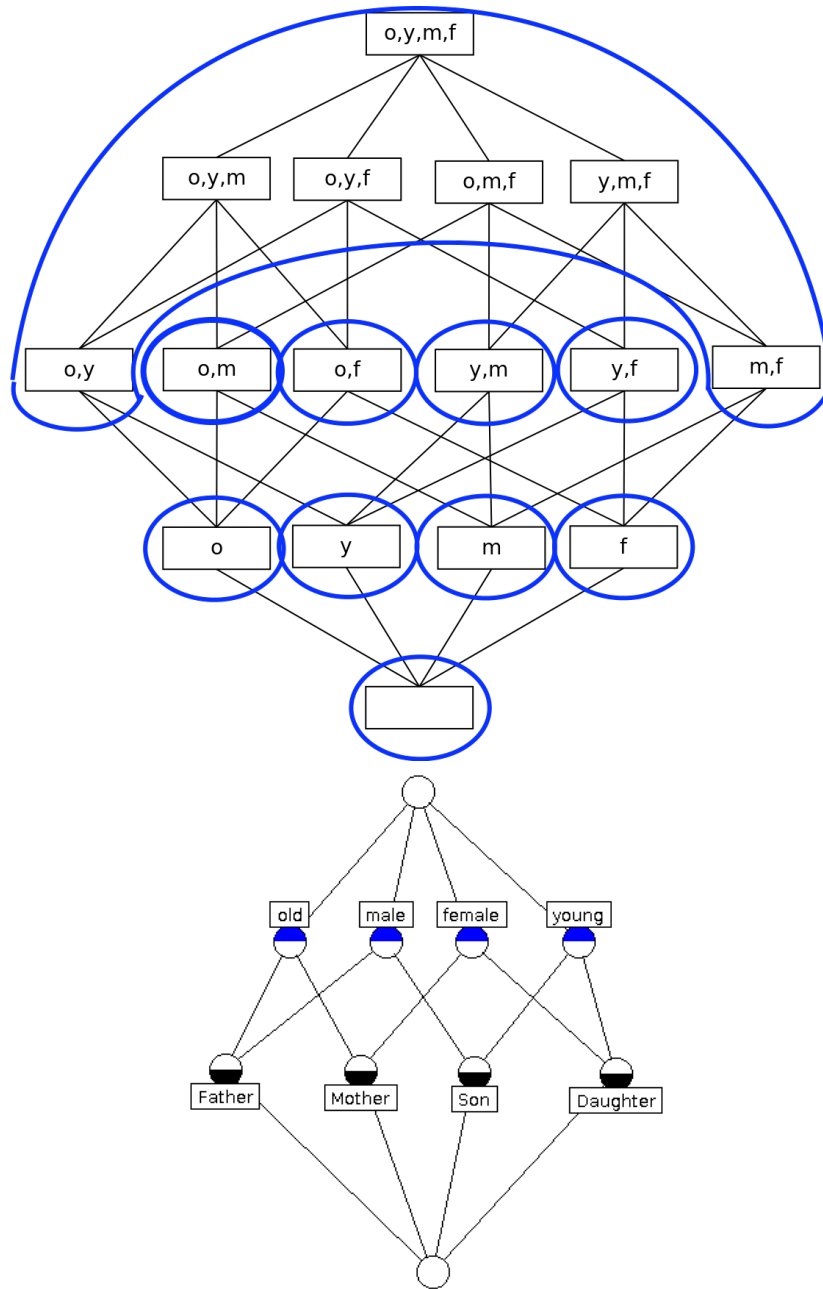 o,y,m,f
o,y,m
o,y,f
o,m,f
y,m,f
o,y
o,m
o,f
y,m
y,f
m,f
o
y
m
f
old
male
female
young
Father
Mother
Son
Daughter